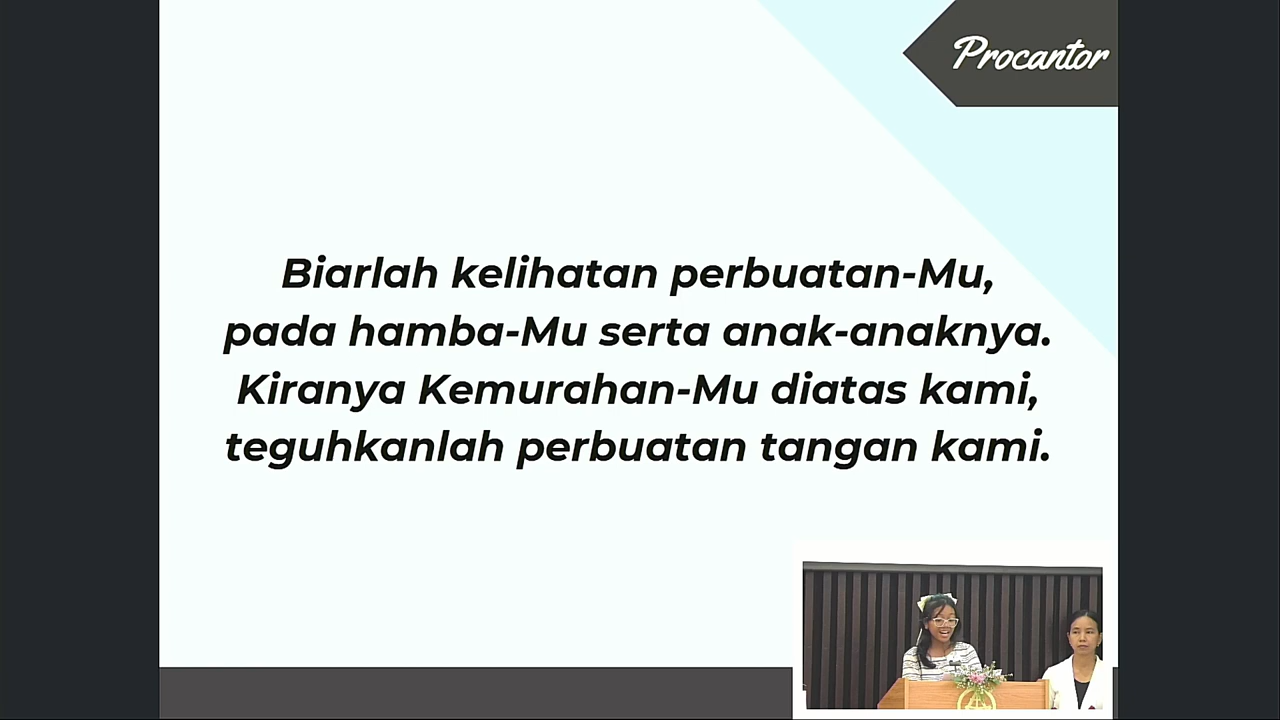 Procantor
Biarlah kelihatan perbuatan-Mu,
pada hamba-Mu serta anak-anaknya.
Kiranya Kemurahan-Mu diatas kami,
teguhkanlah perbuatan tangan kami.